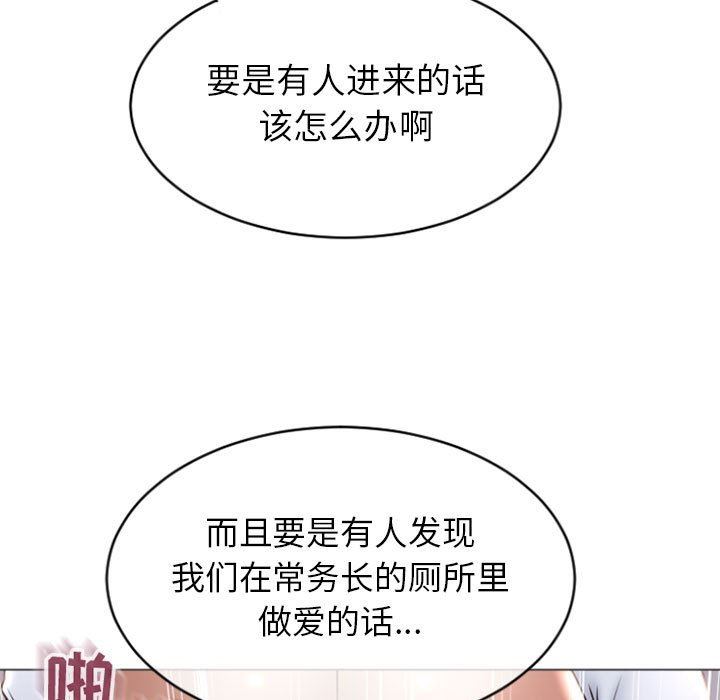 要是有人进来的话
该怎么办啊
而且要是有人发现
我们在常务长的厕所里
做爱的话...
啪